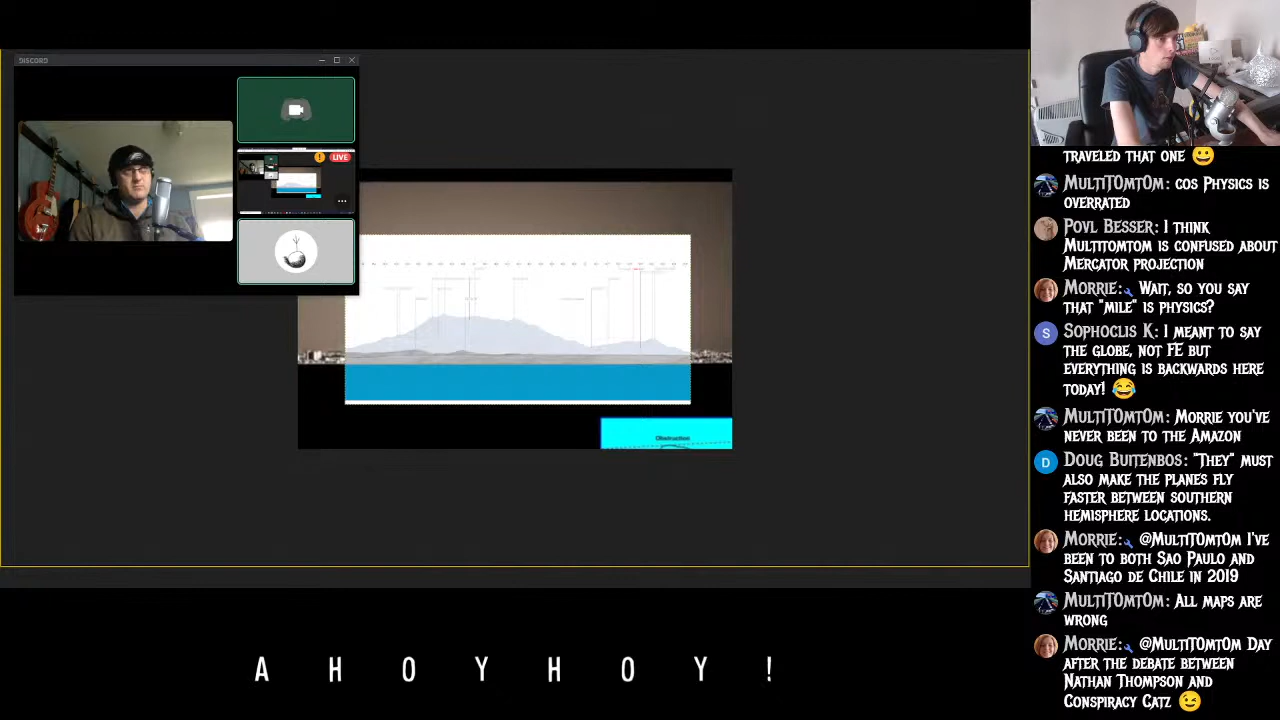 DISCORD
LIVE
Obstruction
AHOYHOY!
TRAVELED THAT ONE 😀
MULTITOMTOM: COS PHYSICS IS
OVERRATED
POVL BESSER: I THINK
MULTITOMTOM IS CONFUSED ABOUT
MERCATOR PROJECTION
MORRIE: WAIT, SO YOU SAY
THAT "MILE" IS PHYSICS?
SOPHOCLIS K: I MEANT TO SAY
THE GLOBE, NOT FE BUT
EVERYTHING IS BACKWARDS HERE
TODAY! 😂
MULTITOMTOM: MORRIE YOU'VE
NEVER BEEN TO THE AMAZON
DOUG BUITENBOS: "THEY" MUST
ALSO MAKE THE PLANES FLY
FASTER BETWEEN SOUTHERN
HEMISPHERE LOCATIONS.
MORRIE: @MULTITOMTOM I'VE
BEEN TO BOTH SAO PAULO AND
SANTIAGO DE CHILE IN 2019
MULTITOMTOM: ALL MAPS ARE
WRONG
MORRIE: @MULTITOMTOM DAY
AFTER THE DEBATE BETWEEN
NATHAN THOMPSON AND
CONSPIRACY CATZ 😉